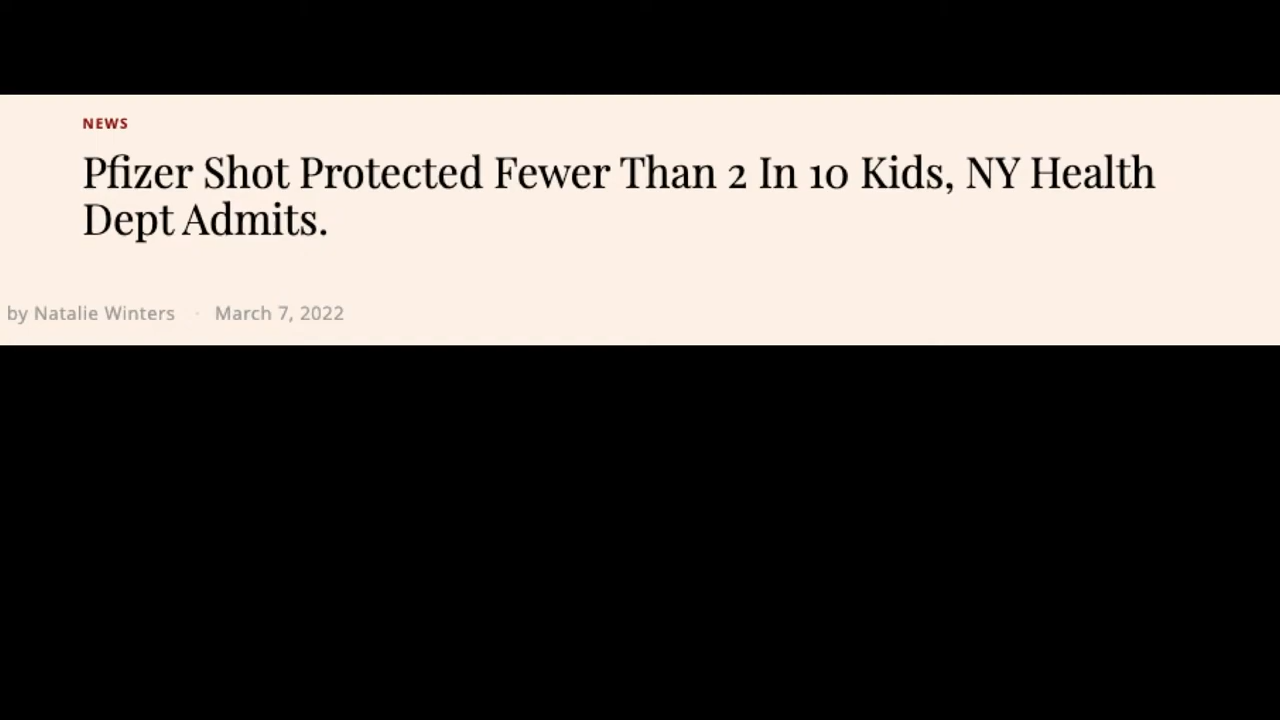 NEWS
Pfizer Shot Protected Fewer Than 2 In 10 Kids, NY Health
Dept Admits.
by Natalie Winters · March 7, 2022